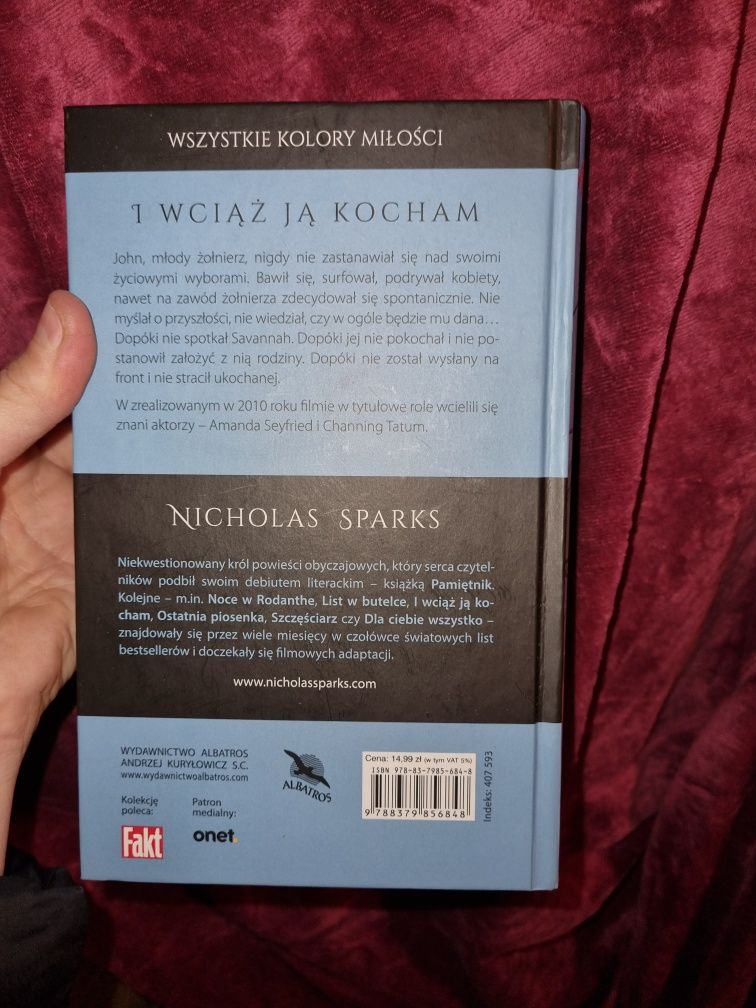 WSZYSTKIE KOLORY MIŁOŚCI
I WCIĄŻ JĄ KOCHAM
John, młody żołnierz, nigdy nie zastanawiał się nad swoimi
życiowymi wyborami. Bawił się, surfował, podrywał kobiety,
nawet na zawód żołnierza zdecydował się spontanicznie. Nie
myślał o przyszłości, nie wiedział, czy w ogóle będzie mu dana...
Dopóki nie spotkał Savannah. Dopóki jej nie pokochał i nie po-
stanowił założyć z nią rodziny. Dopóki nie został wysłany na
front i nie stracił ukochanej.
W zrealizowanym w 2010 roku filmie w tytułowe role wcielili się
znani aktorzy – Amanda Seyfried i Channing Tatum.
NICHOLAS SPARKS
Niekwestionowany król powieści obyczajowych, który serca czytel-
ników podbił swoim debiutem literackim – książką Pamiętnik.
Kolejne – m.in. Noce w Rodanthe, List w butelce, I wciąż ją ko-
cham, Ostatnia piosenka, Szczęściarz czy Dla ciebie wszystko –
znajdowały się przez wiele miesięcy w czołówce światowych list
bestsellerów i doczekały się filmowych adaptacji.
www.nicholassparks.com
WYDAWNICTWO ALBATROS
ANDRZEJ KURYŁOWICZ S.C.
www.wydawnictwoalbatros.com
ALBATROS
Cena: 14,99 zł (w tym VAT 5%)
ISBN 978-83-7985-684-8
9 788379 856848
Indeks: 407 593
Kolekcję
poleca:
Fakt
Patron
medialny:
onet.